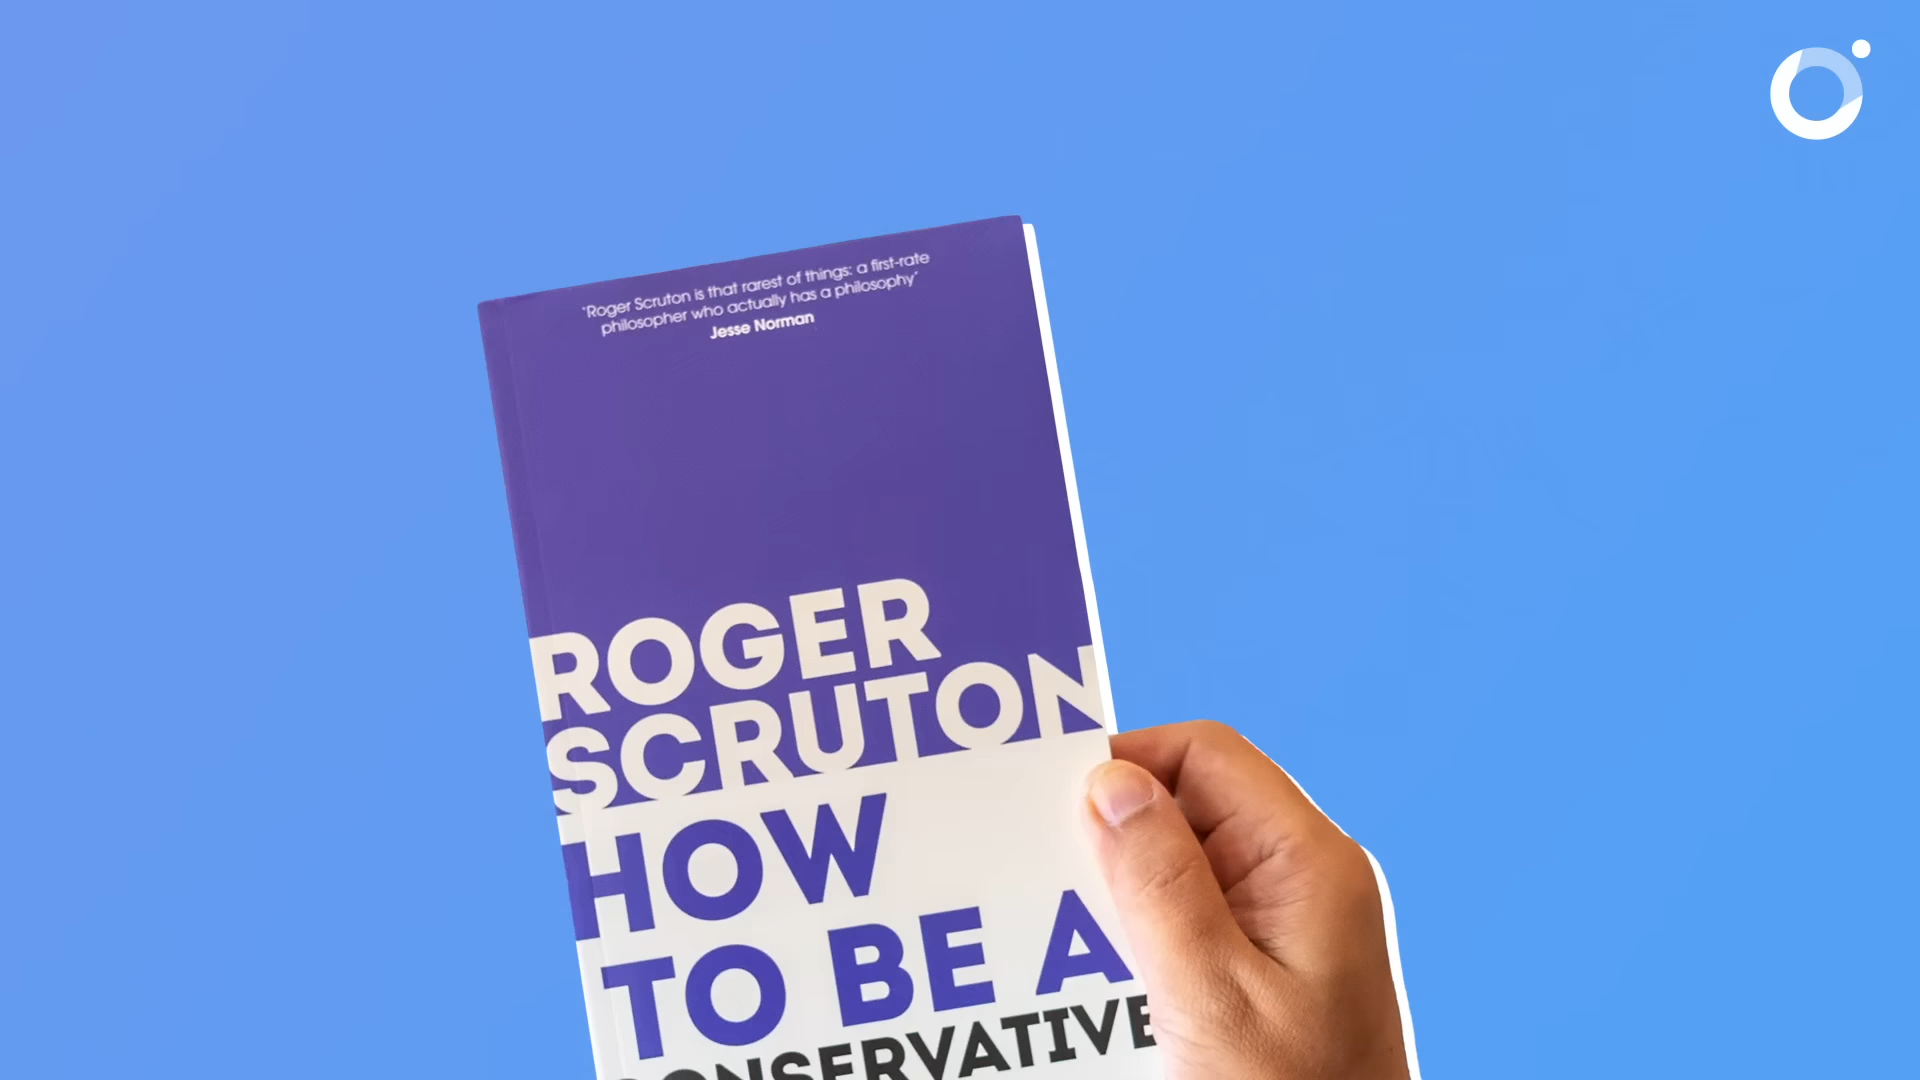 'Roger Scruton is that rarest of things: a first-rate
philosopher who actually has a philosophy'
Jesse Norman
ROGER
SCRUTON
HOW
TO BE A
CONSERVATIVE